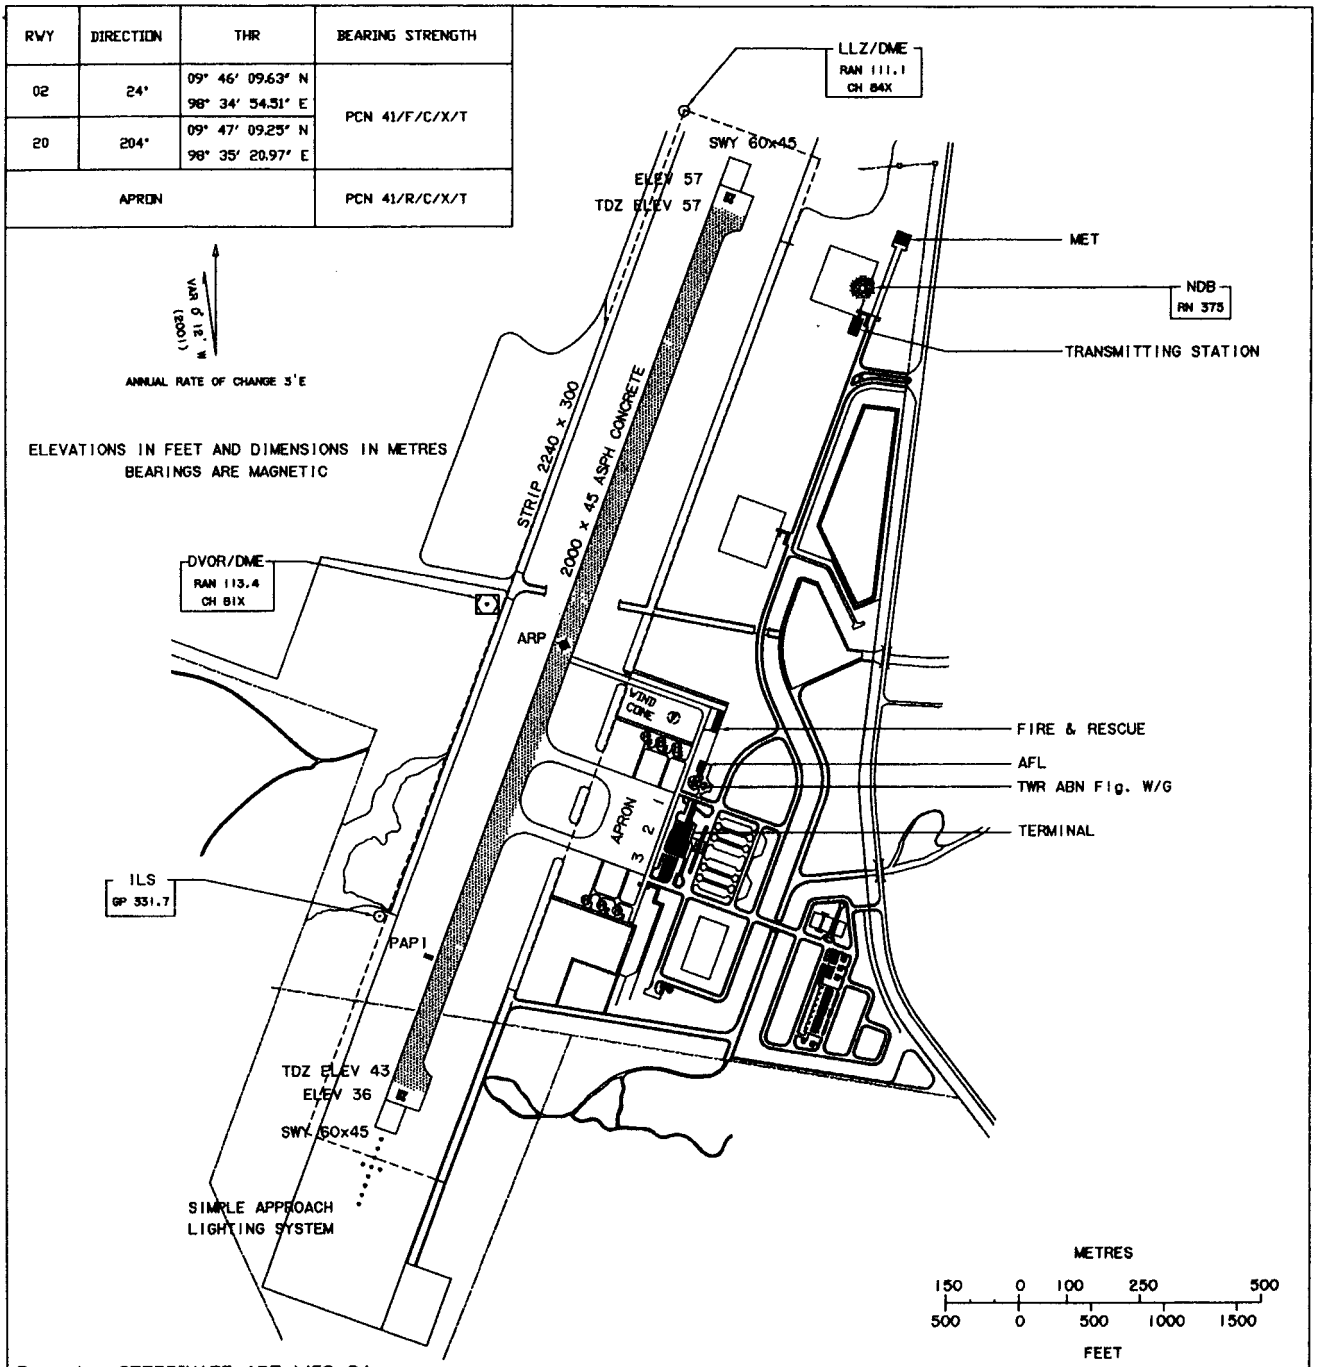 RWY DIRECTION THR BEARING STRENGTH
02 24° 09° 46′ 09.63″ N
98° 34′ 54.51″ E
PCN 41/F/C/X/T
20 204° 09° 47′ 09.25″ N
98° 35′ 20.97″ E
APRON PCN 41/R/C/X/T
LLZ/DME
RAN 111.1
CH 84X
SWY 60x45
ELEV 57
TDZ ELEV 57
MET
NDB
RN 375
TRANSMITTING STATION
VAR 0° 12' W
(2001)
ANNUAL RATE OF CHANGE 3'E
ELEVATIONS IN FEET AND DIMENSIONS IN METRES
BEARINGS ARE MAGNETIC
STRIP 2240 x 300
2000 x 45 ASPH CONCRETE
DVOR/DME
RAN 113.4
CH 81X
ARP
WIND
CONE
FIRE & RESCUE
AFL
TWR ABN Flg. W/G
TERMINAL
APRON
1
2
3
ILS
GP 331.7
PAPI
TDZ ELEV 43
ELEV 36
SWY 60x45
SIMPLE APPROACH
LIGHTING SYSTEM
METRES
150 0 100 250 500
500 0 500 1000 1500
FEET